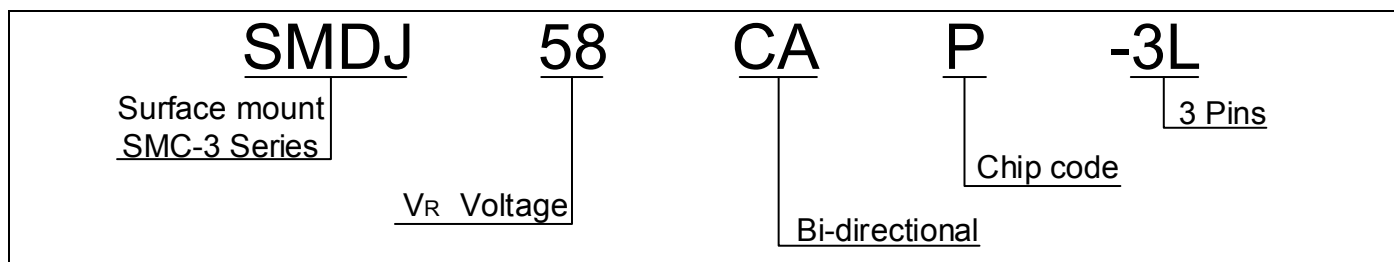 SMDJ 58 CA P -3L
Surface mount
SMC-3 Series
3 Pins
Chip code
VR Voltage
Bi-directional